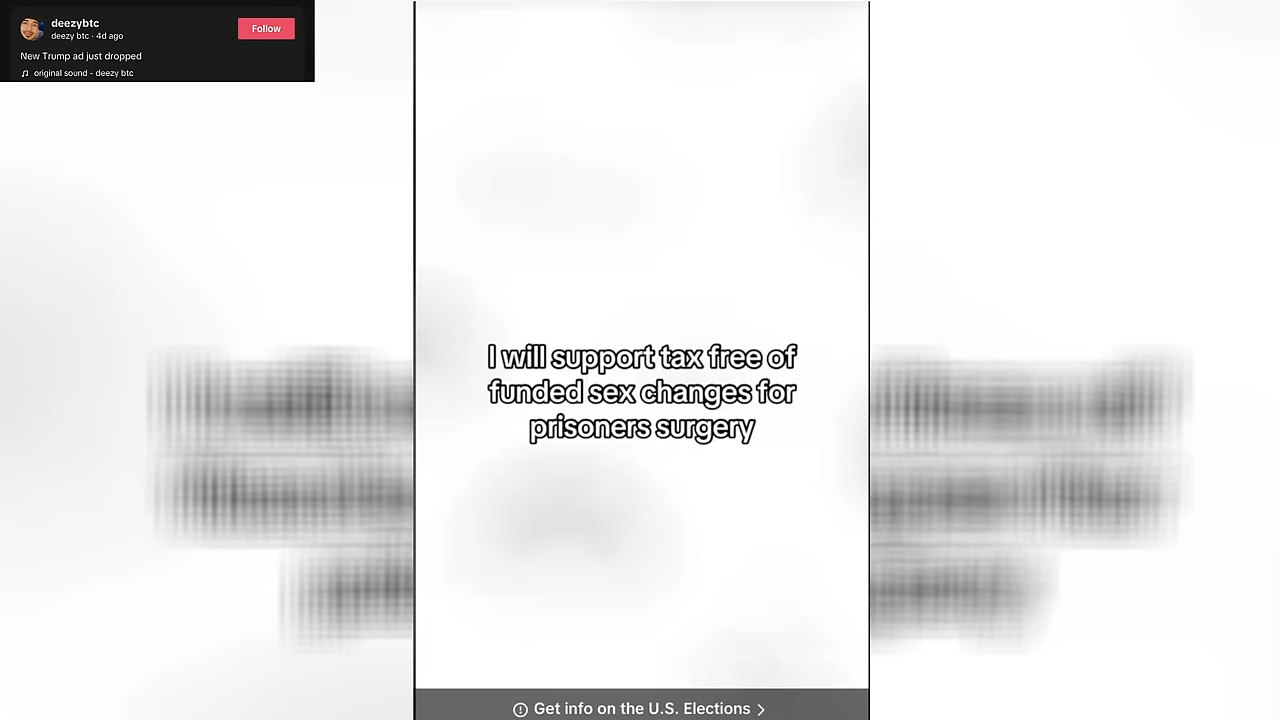 deezybtc
deezy btc · 4d ago
Follow
New Trump ad just dropped
original sound - deezy btc
I will support tax free of
funded sex changes for
prisoners surgery
Get info on the U.S. Elections